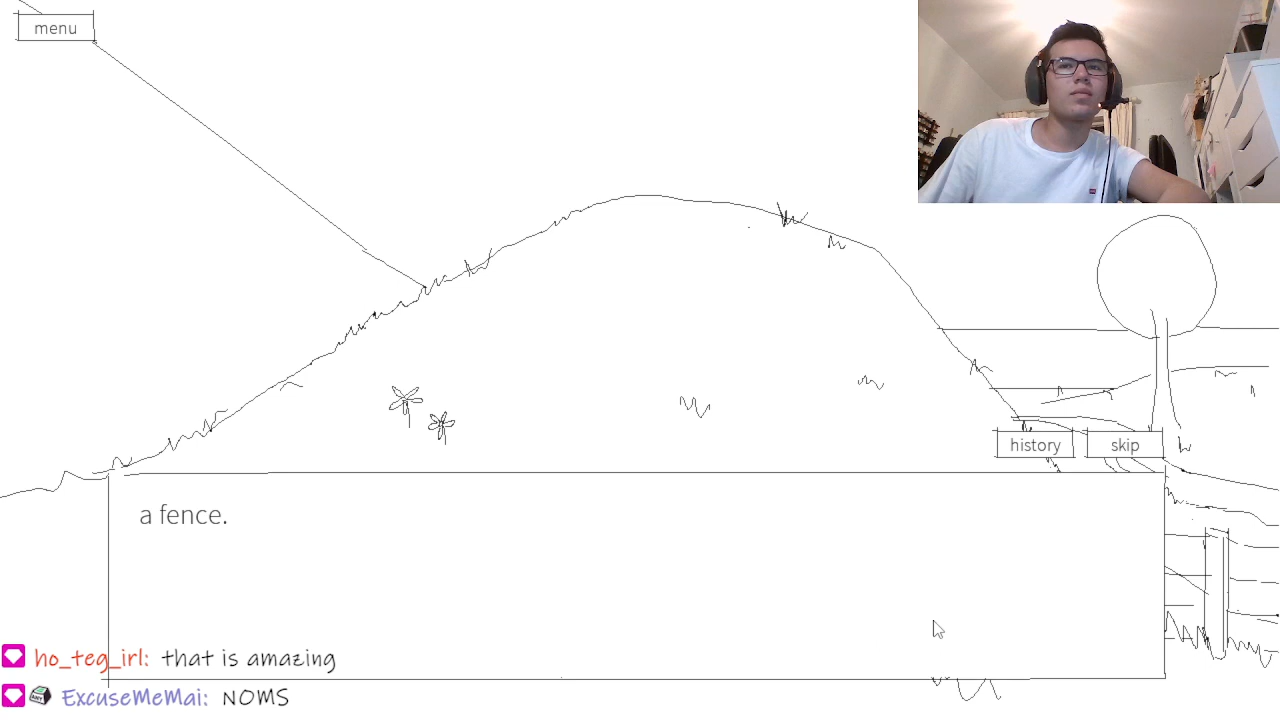 menu
history
skip
a fence.
ho_teg_irl: that is amazing
ExcuseMeMai: NOMS